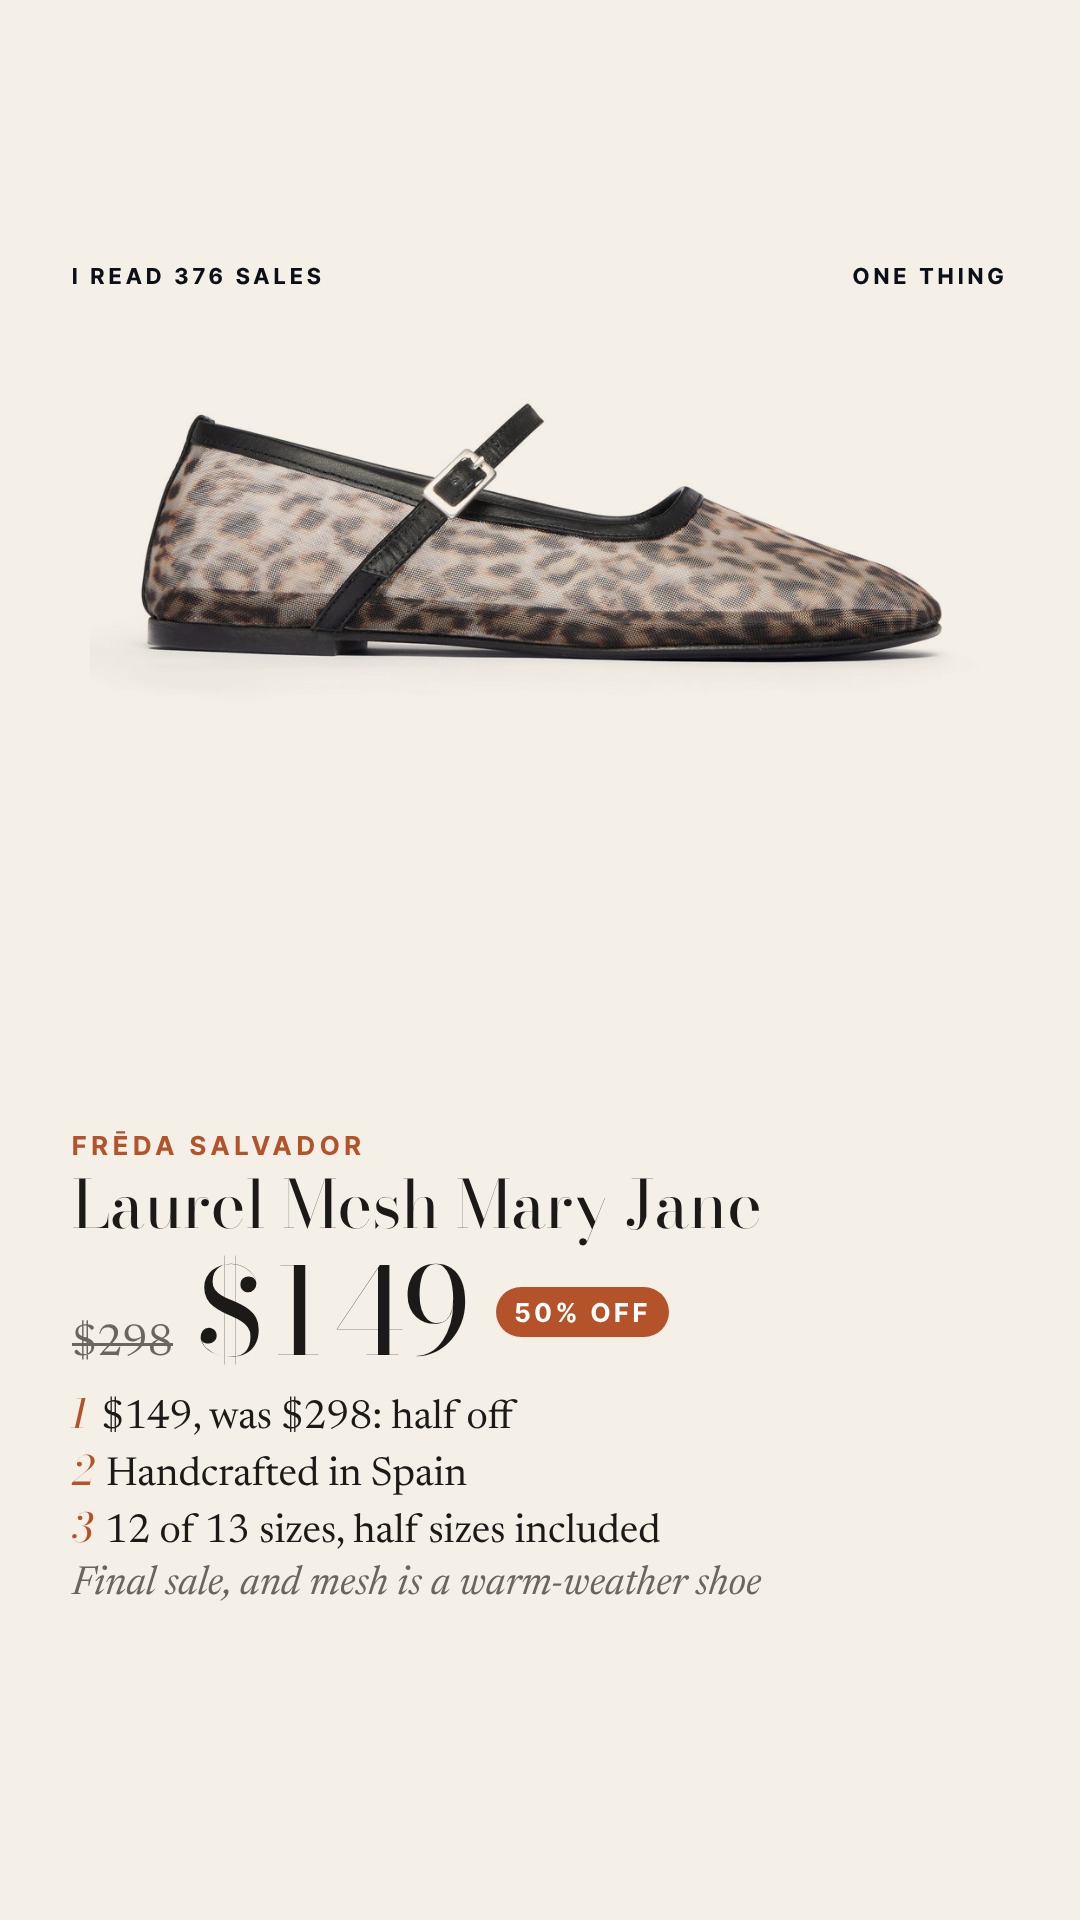 I READ 376 SALES
ONE THING
FRĒDA SALVADOR
Laurel Mesh Mary Jane
$298 $149 50% OFF
1 $149, was $298: half off
2 Handcrafted in Spain
3 12 of 13 sizes, half sizes included
Final sale, and mesh is a warm-weather shoe